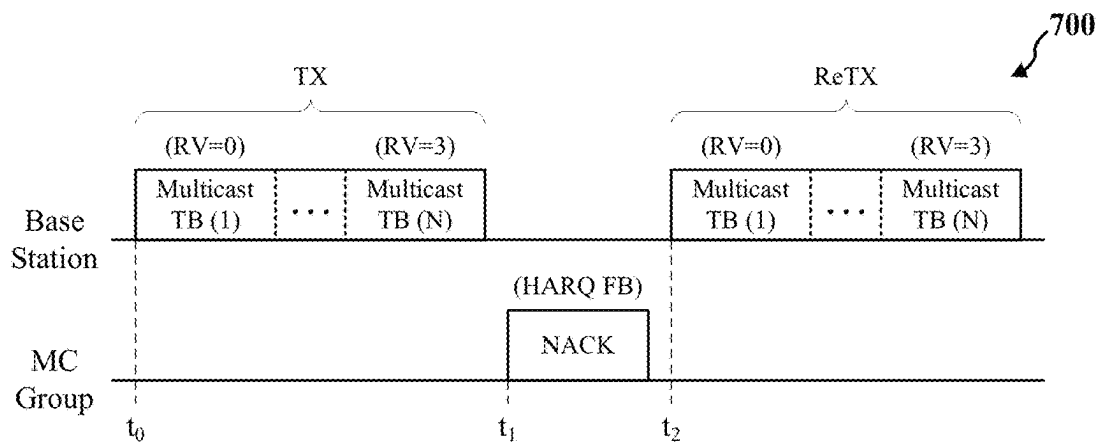 700
TX ReTX
(RV=0) (RV=3) (RV=0) (RV=3)
Multicast Multicast Multicast Multicast
TB (1) ... TB (N) TB (1) ... TB (N)
Base
Station
(HARQ FB)
NACK
MC
Group
t0 t1 t2